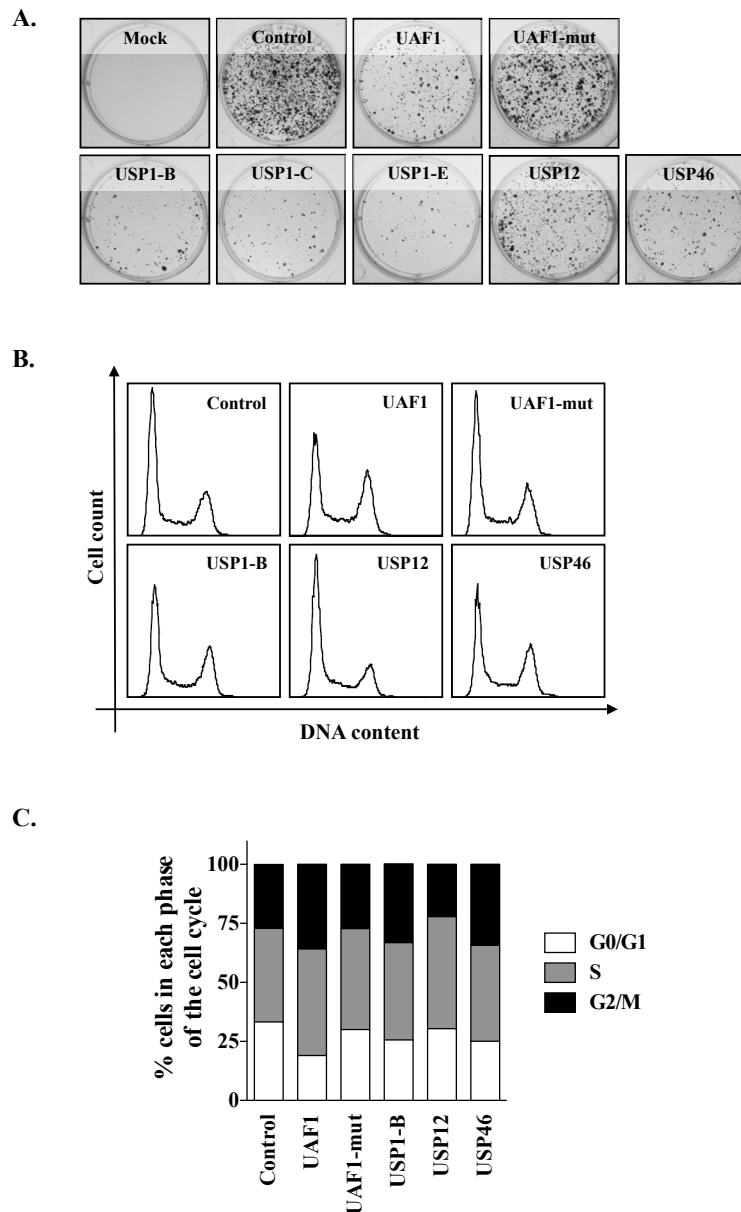 A.
Mock Control UAF1 UAF1-mut
USP1-B USP1-C USP1-E USP12 USP46
B.
Control UAF1 UAF1-mut
USP1-B USP12 USP46
Cell count
DNA content
C.
% cells in each phase
of the cell cycle
100
75
50
25
0
G0/G1
S
G2/M
Control
UAF1
UAF1-mut
USP1-B
USP12
USP46